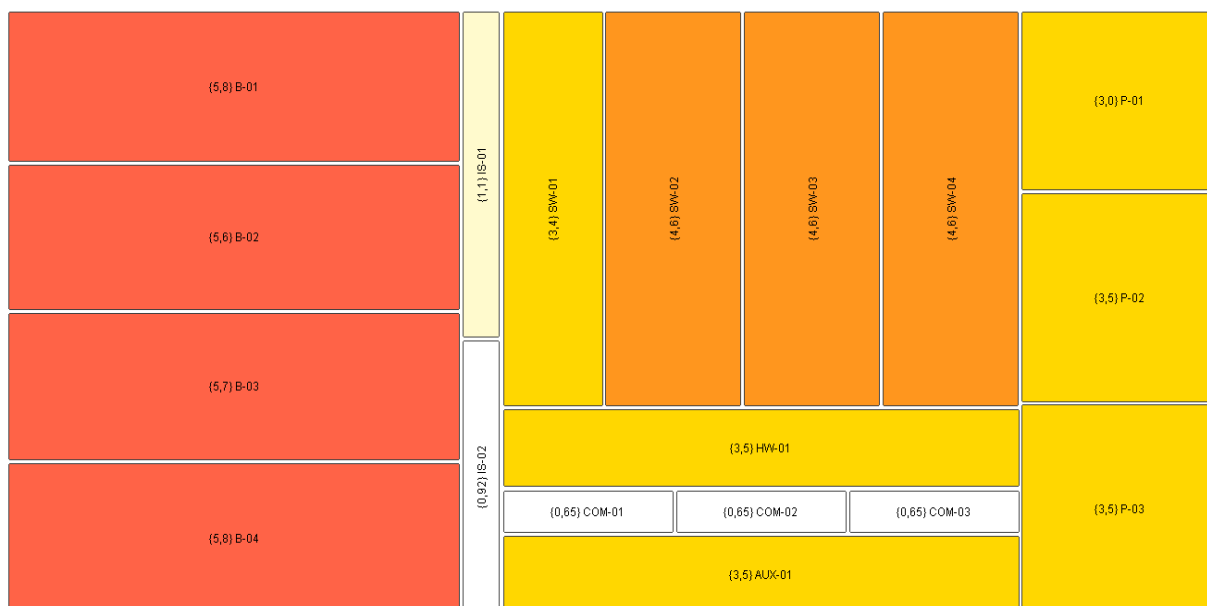 {5,8} B-01
{5,6} B-02
{5,7} B-03
{5,8} B-04
{1,1} IS-01
{0,92} IS-02
{3,4} SW-01
{4,6} SW-02
{4,6} SW-03
{4,6} SW-04
{3,5} HW-01
{0,65} COM-01
{0,65} COM-02
{0,65} COM-03
{3,5} AUX-01
{3,0} P-01
{3,5} P-02
{3,5} P-03